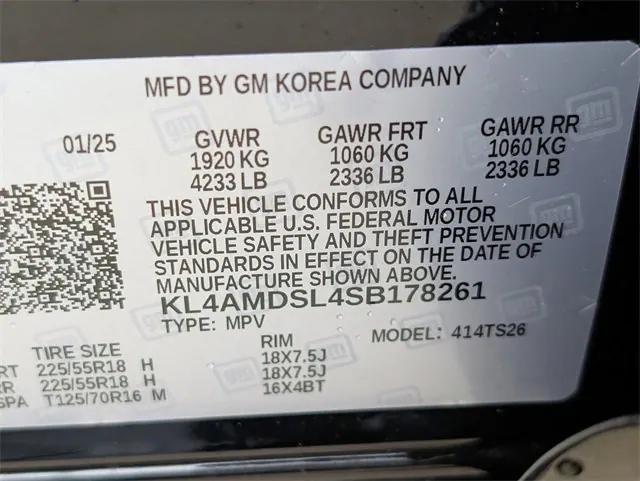 MFD BY GM KOREA COMPANY
01/25
GVWR
1920 KG
4233 LB
GAWR FRT
1060 KG
2336 LB
GAWR RR
1060 KG
2336 LB
THIS VEHICLE CONFORMS TO ALL
APPLICABLE U.S. FEDERAL MOTOR
VEHICLE SAFETY AND THEFT PREVENTION
STANDARDS IN EFFECT ON THE DATE OF
MANUFACTURE SHOWN ABOVE.
KL4AMDSL4SB178261
TYPE: MPV
MODEL: 414TS26
TIRE SIZE RIM
RT 225/55R18 H 18X7.5J
RR 225/55R18 H 18X7.5J
SPA T125/70R16 M 16X4BT